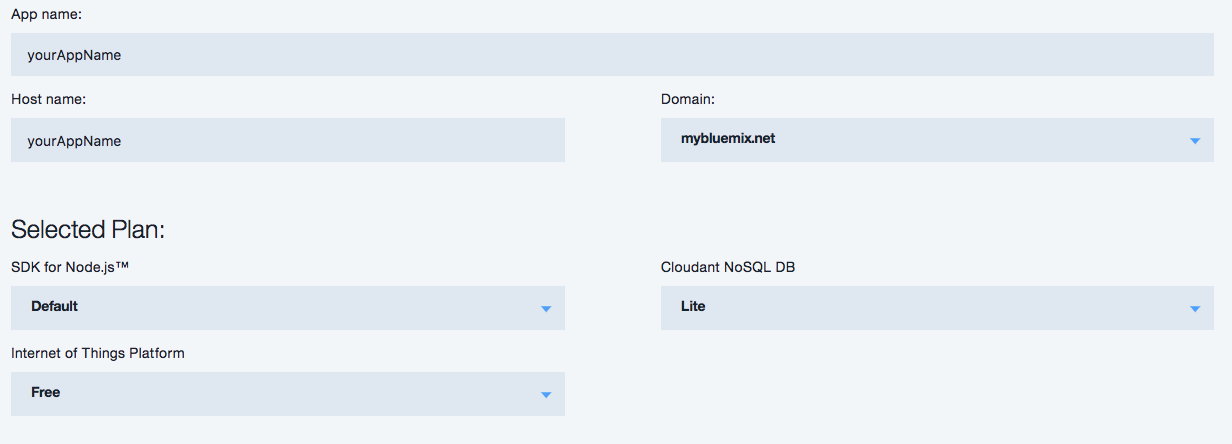 App name:
yourAppName
Host name:
Domain:
yourAppName
mybluemix.net
Selected Plan:
SDK for Node.js™
Cloudant NoSQL DB
Default
Lite
Internet of Things Platform
Free